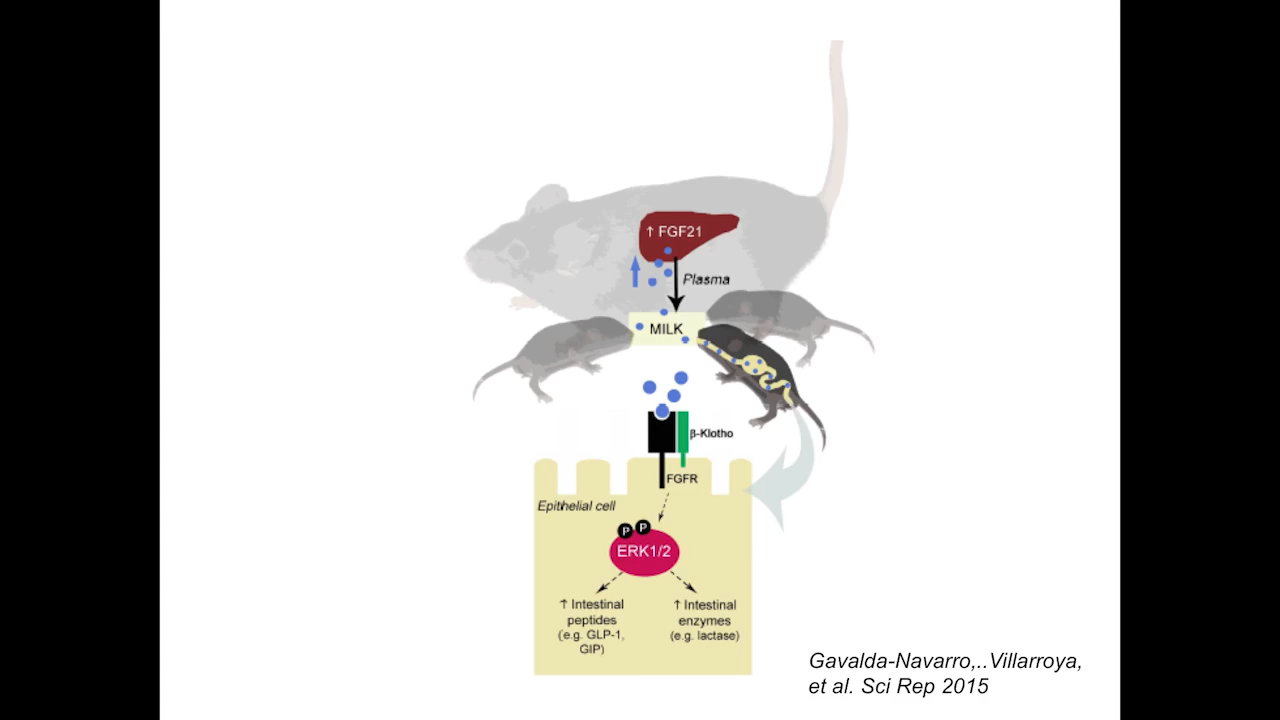 ↑ FGF21
Plasma
MILK
β-Klotho
FGFR
Epithelial cell
P P
ERK1/2
↑ Intestinal
peptides
(e.g. GLP-1,
GIP)
↑ Intestinal
enzymes
(e.g. lactase)
Gavalda-Navarro,..Villarroya,
et al. Sci Rep 2015